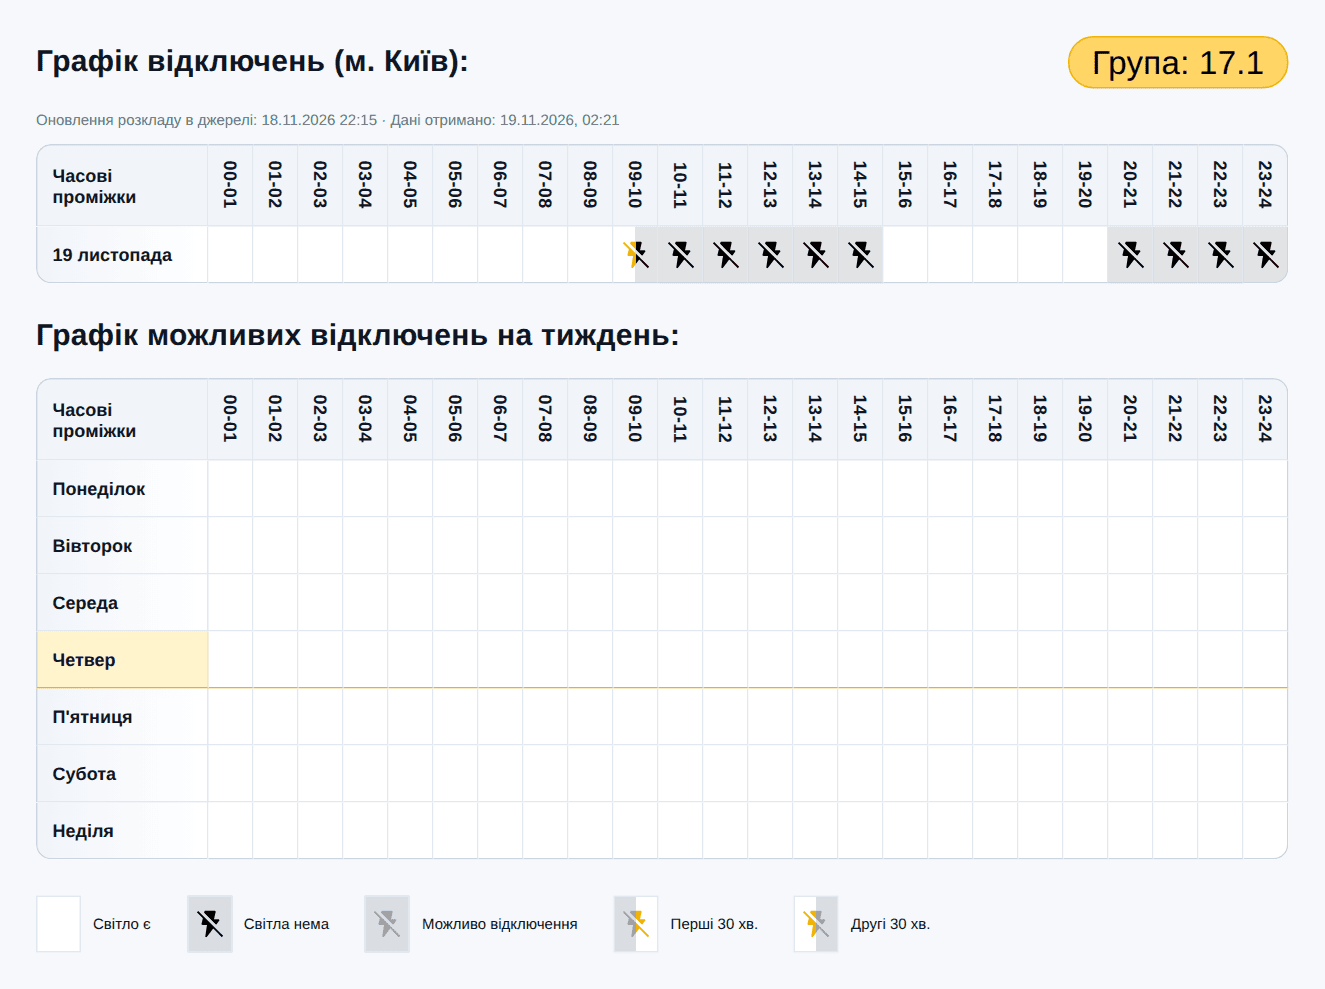 Графік відключень (м. Київ):
Група: 17.1
Оновлення розкладу в джерелі: 18.11.2026 22:15 · Дані отримано: 19.11.2026, 02:21
Часові проміжки 00-01 01-02 02-03 03-04 04-05 05-06 06-07 07-08 08-09 09-10 10-11 11-12 12-13 13-14 14-15 15-16 16-17 17-18 18-19 19-20 20-21 21-22 22-23 23-24
19 листопада
Графік можливих відключень на тиждень:
Часові проміжки 00-01 01-02 02-03 03-04 04-05 05-06 06-07 07-08 08-09 09-10 10-11 11-12 12-13 13-14 14-15 15-16 16-17 17-18 18-19 19-20 20-21 21-22 22-23 23-24
Понеділок
Вівторок
Середа
Четвер
П'ятниця
Субота
Неділя
Світло є Світла нема Можливо відключення Перші 30 хв. Другі 30 хв.